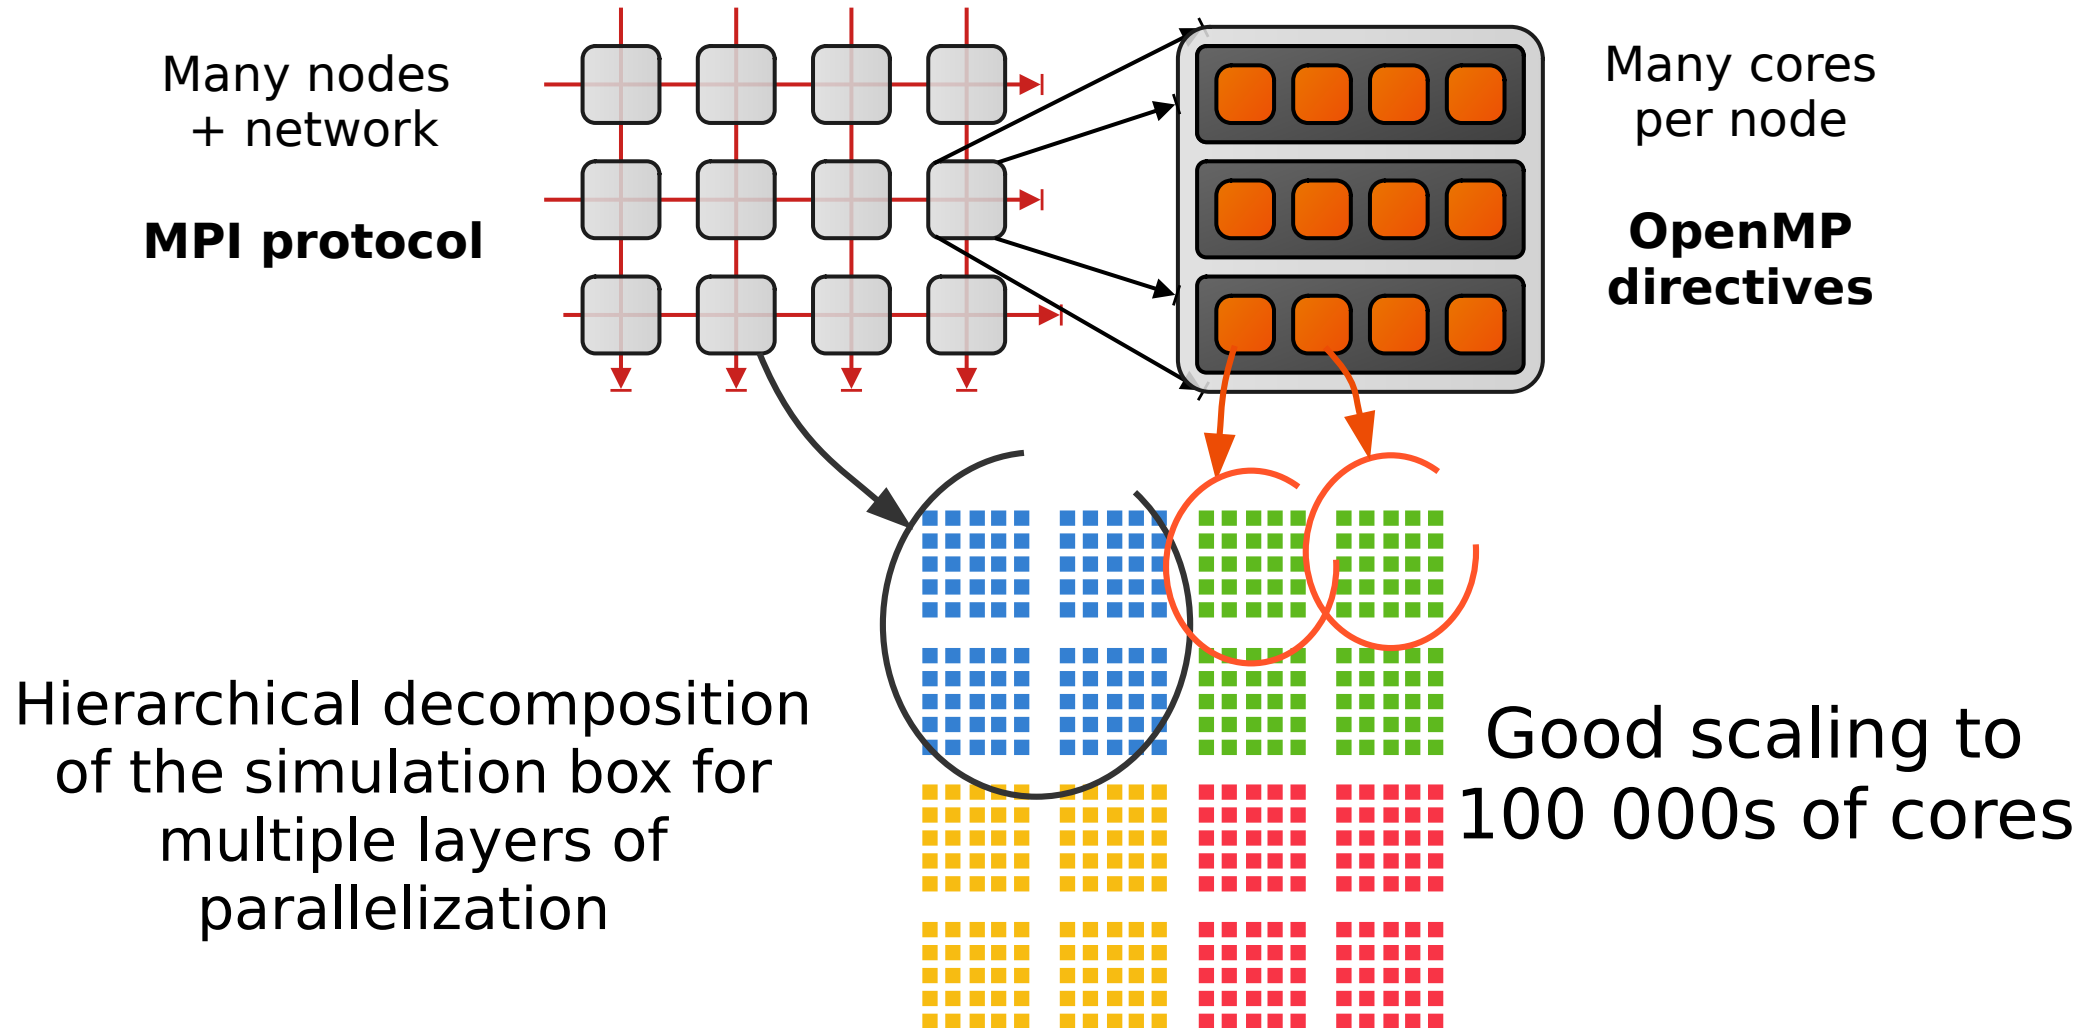 Many nodes
+ network
MPI protocol
Many cores
per node
OpenMP
directives
Hierarchical decomposition
of the simulation box for
multiple layers of
parallelization
Good scaling to
100 000s of cores